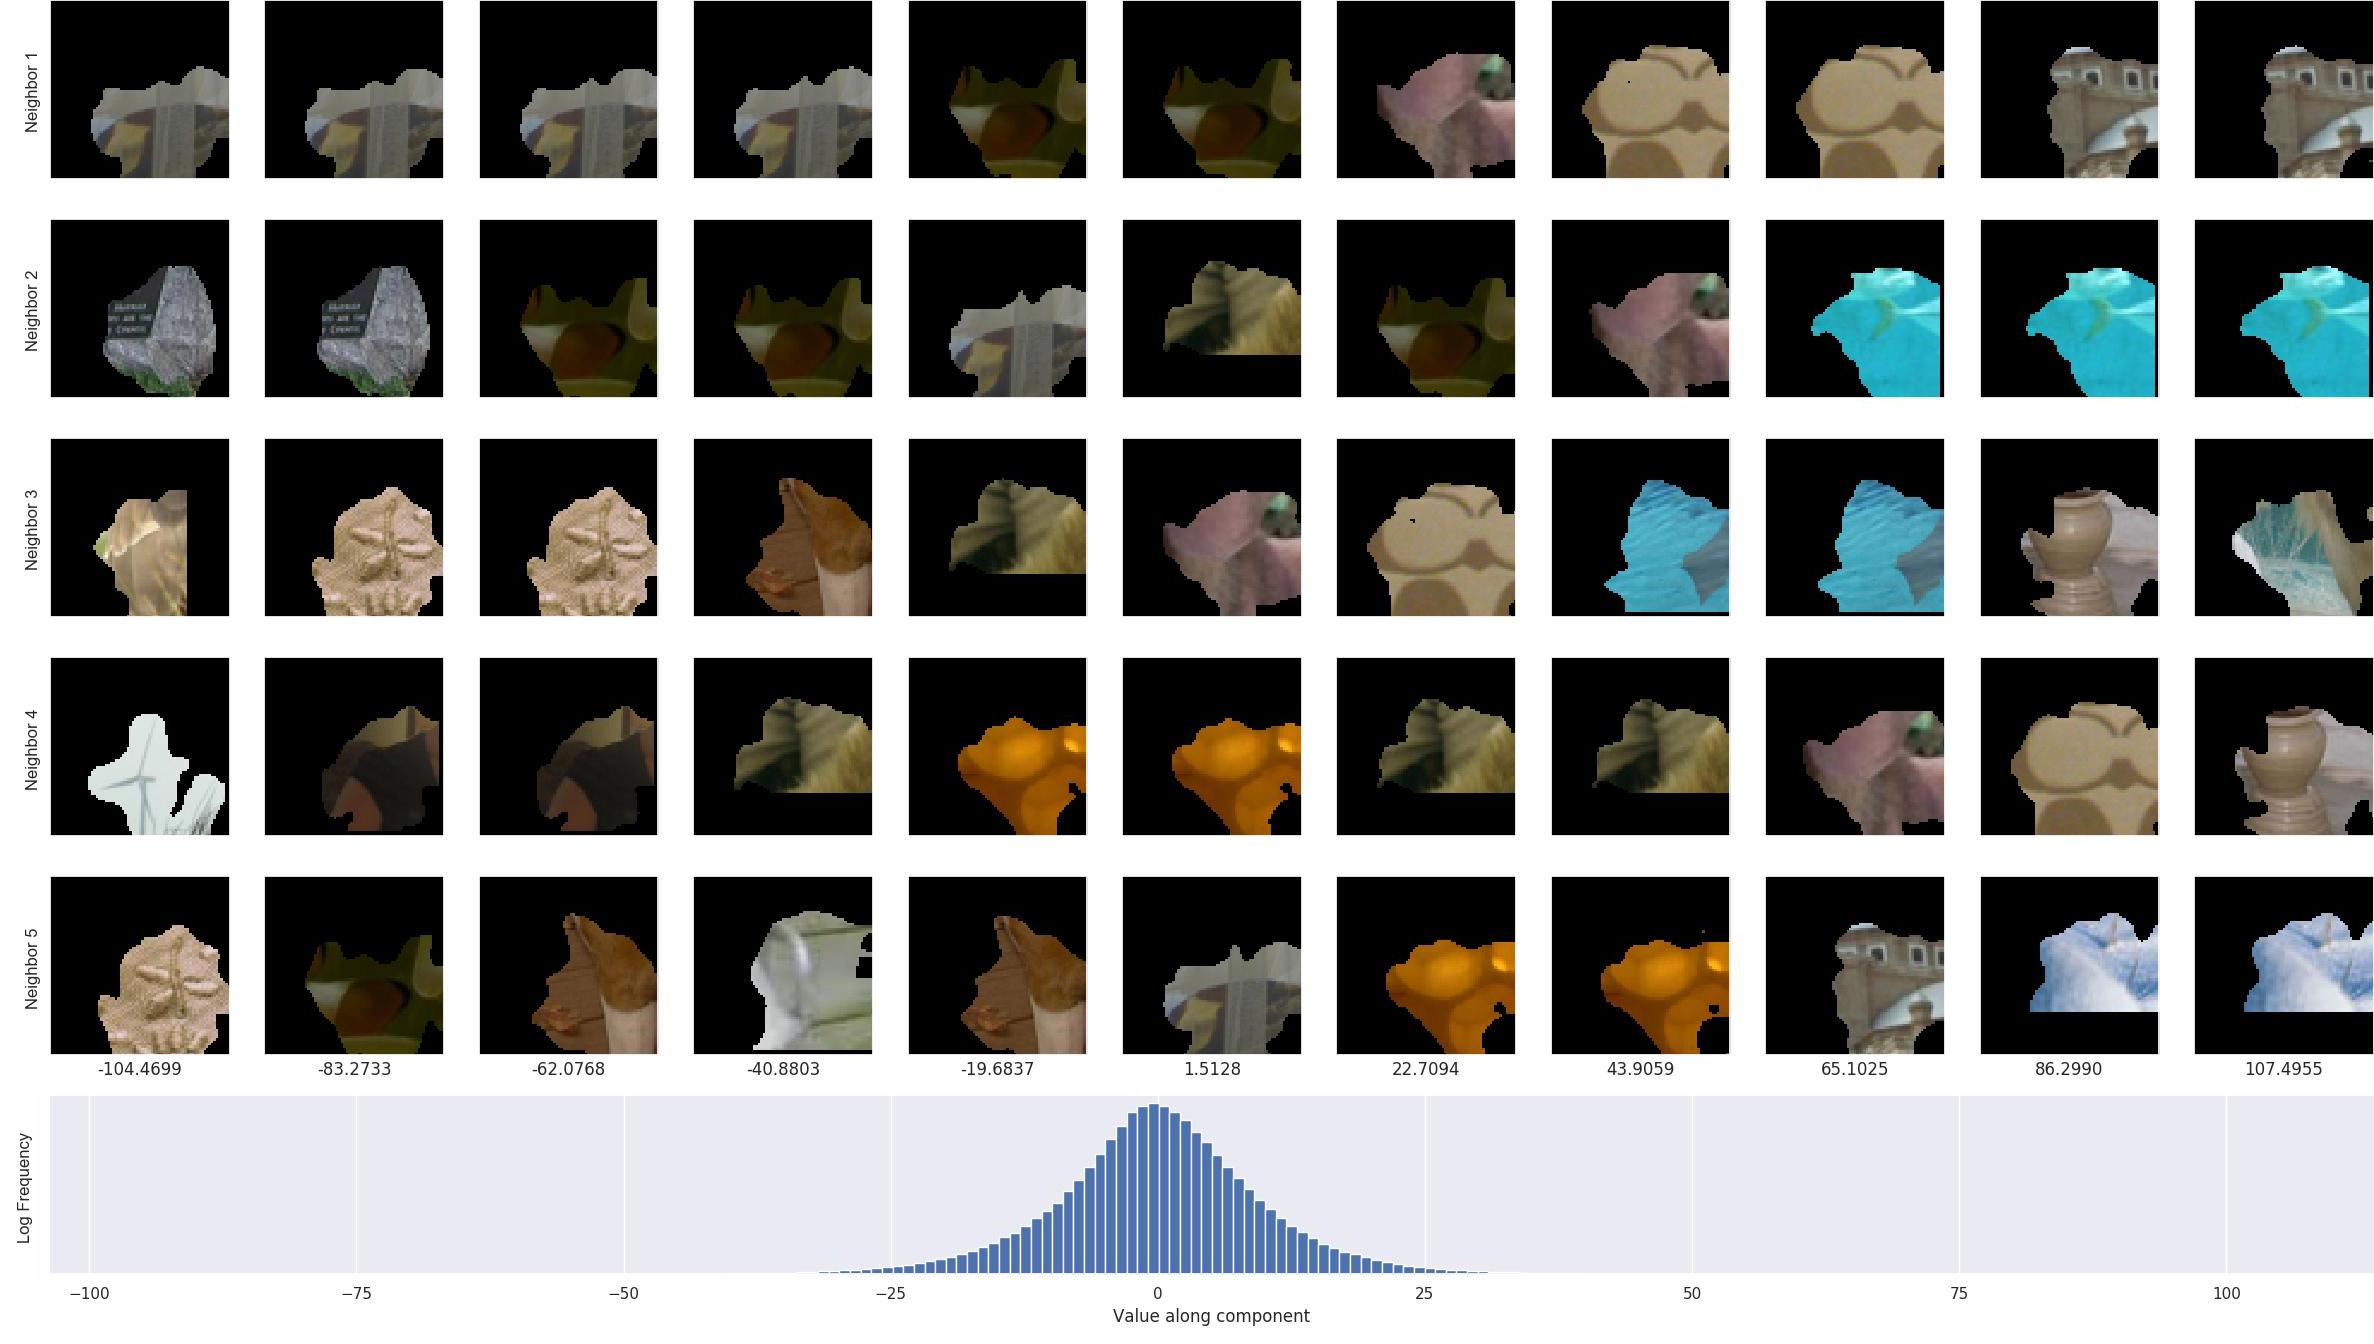 Neighbor 1
Neighbor 2
Neighbor 3
Neighbor 4
Neighbor 5
-104.4699 -83.2733 -62.0768 -40.8803 -19.6837 1.5128 22.7094 43.9059 65.1025 86.2990 107.4955
Log Frequency
−100 −75 −50 −25 0 25 50 75 100
Value along component